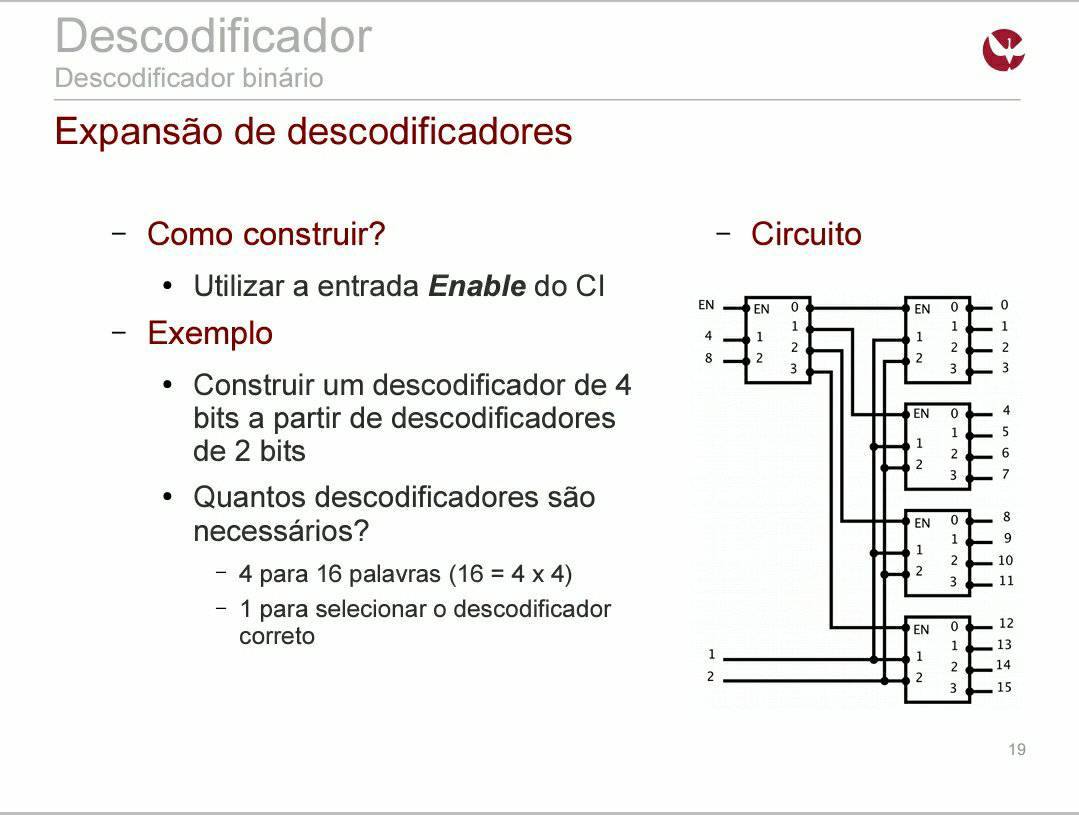 Descodificador
Descodificador binário
Expansão de descodificadores
– Como construir?
• Utilizar a entrada Enable do CI
– Exemplo
• Construir um descodificador de 4
bits a partir de descodificadores
de 2 bits
• Quantos descodificadores são
necessários?
– 4 para 16 palavras (16 = 4 x 4)
– 1 para selecionar o descodificador
correto
– Circuito
EN EN 0 EN 0 0
1 1 1
4 1 2 1 2 2
8 2 3 2 3 3
EN 0 4
1 5
1 2 6
2 3 7
EN 0 8
1 9
1 2 10
2 3 11
EN 0 12
1 13
1 1 2 14
2 2 3 15
19